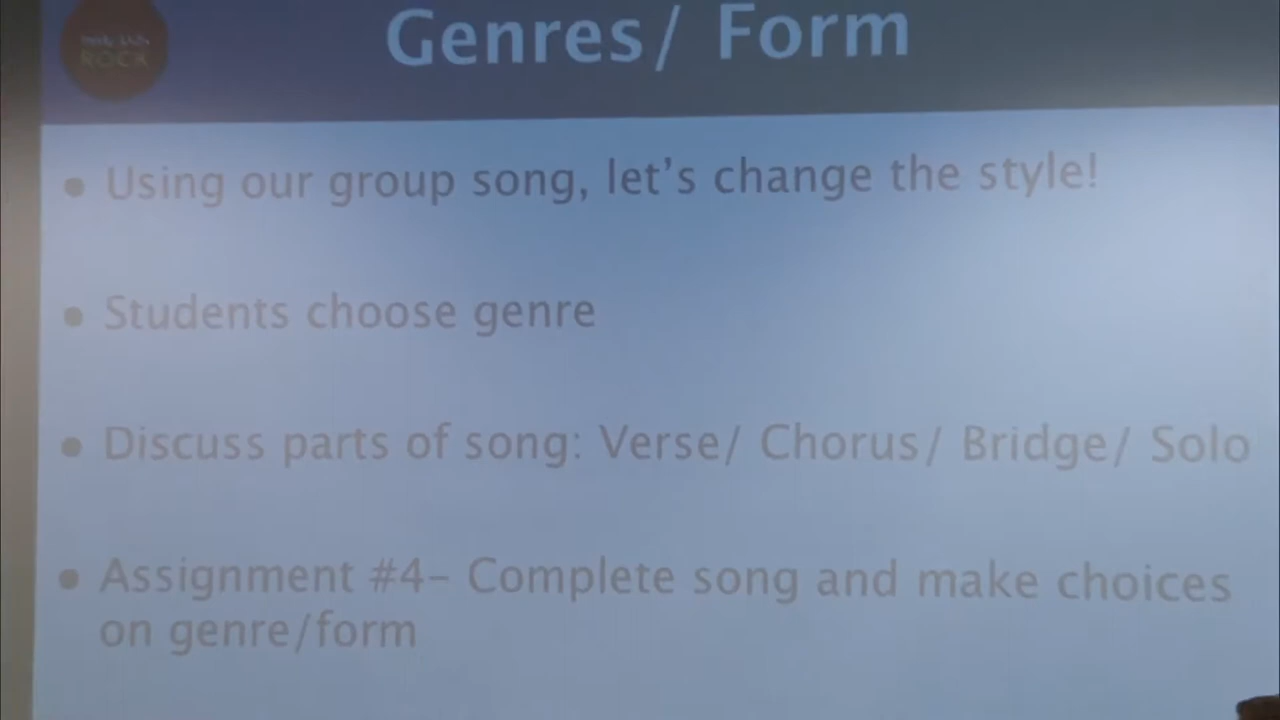 Genres/ Form
ROCK
• Using our group song, let's change the style!
• Students choose genre
• Discuss parts of song: Verse/ Chorus/ Bridge/ Solo
• Assignment #4– Complete song and make choices
on genre/form